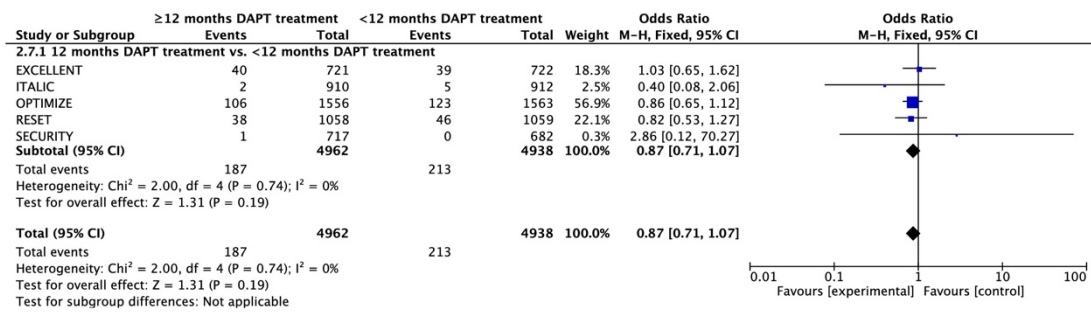 ≥12 months DAPT treatment <12 months DAPT treatment Odds Ratio Odds Ratio
Study or Subgroup Events Total Events Total Weight M-H, Fixed, 95% CI M-H, Fixed, 95% CI
2.7.1 12 months DAPT treatment vs. <12 months DAPT treatment
EXCELLENT 40 721 39 722 18.3% 1.03 [0.65, 1.62]
ITALIC 2 910 5 912 2.5% 0.40 [0.08, 2.06]
OPTIMIZE 106 1556 123 1563 56.9% 0.86 [0.65, 1.12]
RESET 38 1058 46 1059 22.1% 0.82 [0.53, 1.27]
SECURITY 1 717 0 682 0.3% 2.86 [0.12, 70.27]
Subtotal (95% CI) 4962 4938 100.0% 0.87 [0.71, 1.07]
Total events 187 213
Heterogeneity: Chi² = 2.00, df = 4 (P = 0.74); I² = 0%
Test for overall effect: Z = 1.31 (P = 0.19)
Total (95% CI) 4962 4938 100.0% 0.87 [0.71, 1.07]
Total events 187 213
Heterogeneity: Chi² = 2.00, df = 4 (P = 0.74); I² = 0%
Test for overall effect: Z = 1.31 (P = 0.19)
Test for subgroup differences: Not applicable
0.01 0.1 1 10 100
Favours [experimental] Favours [control]